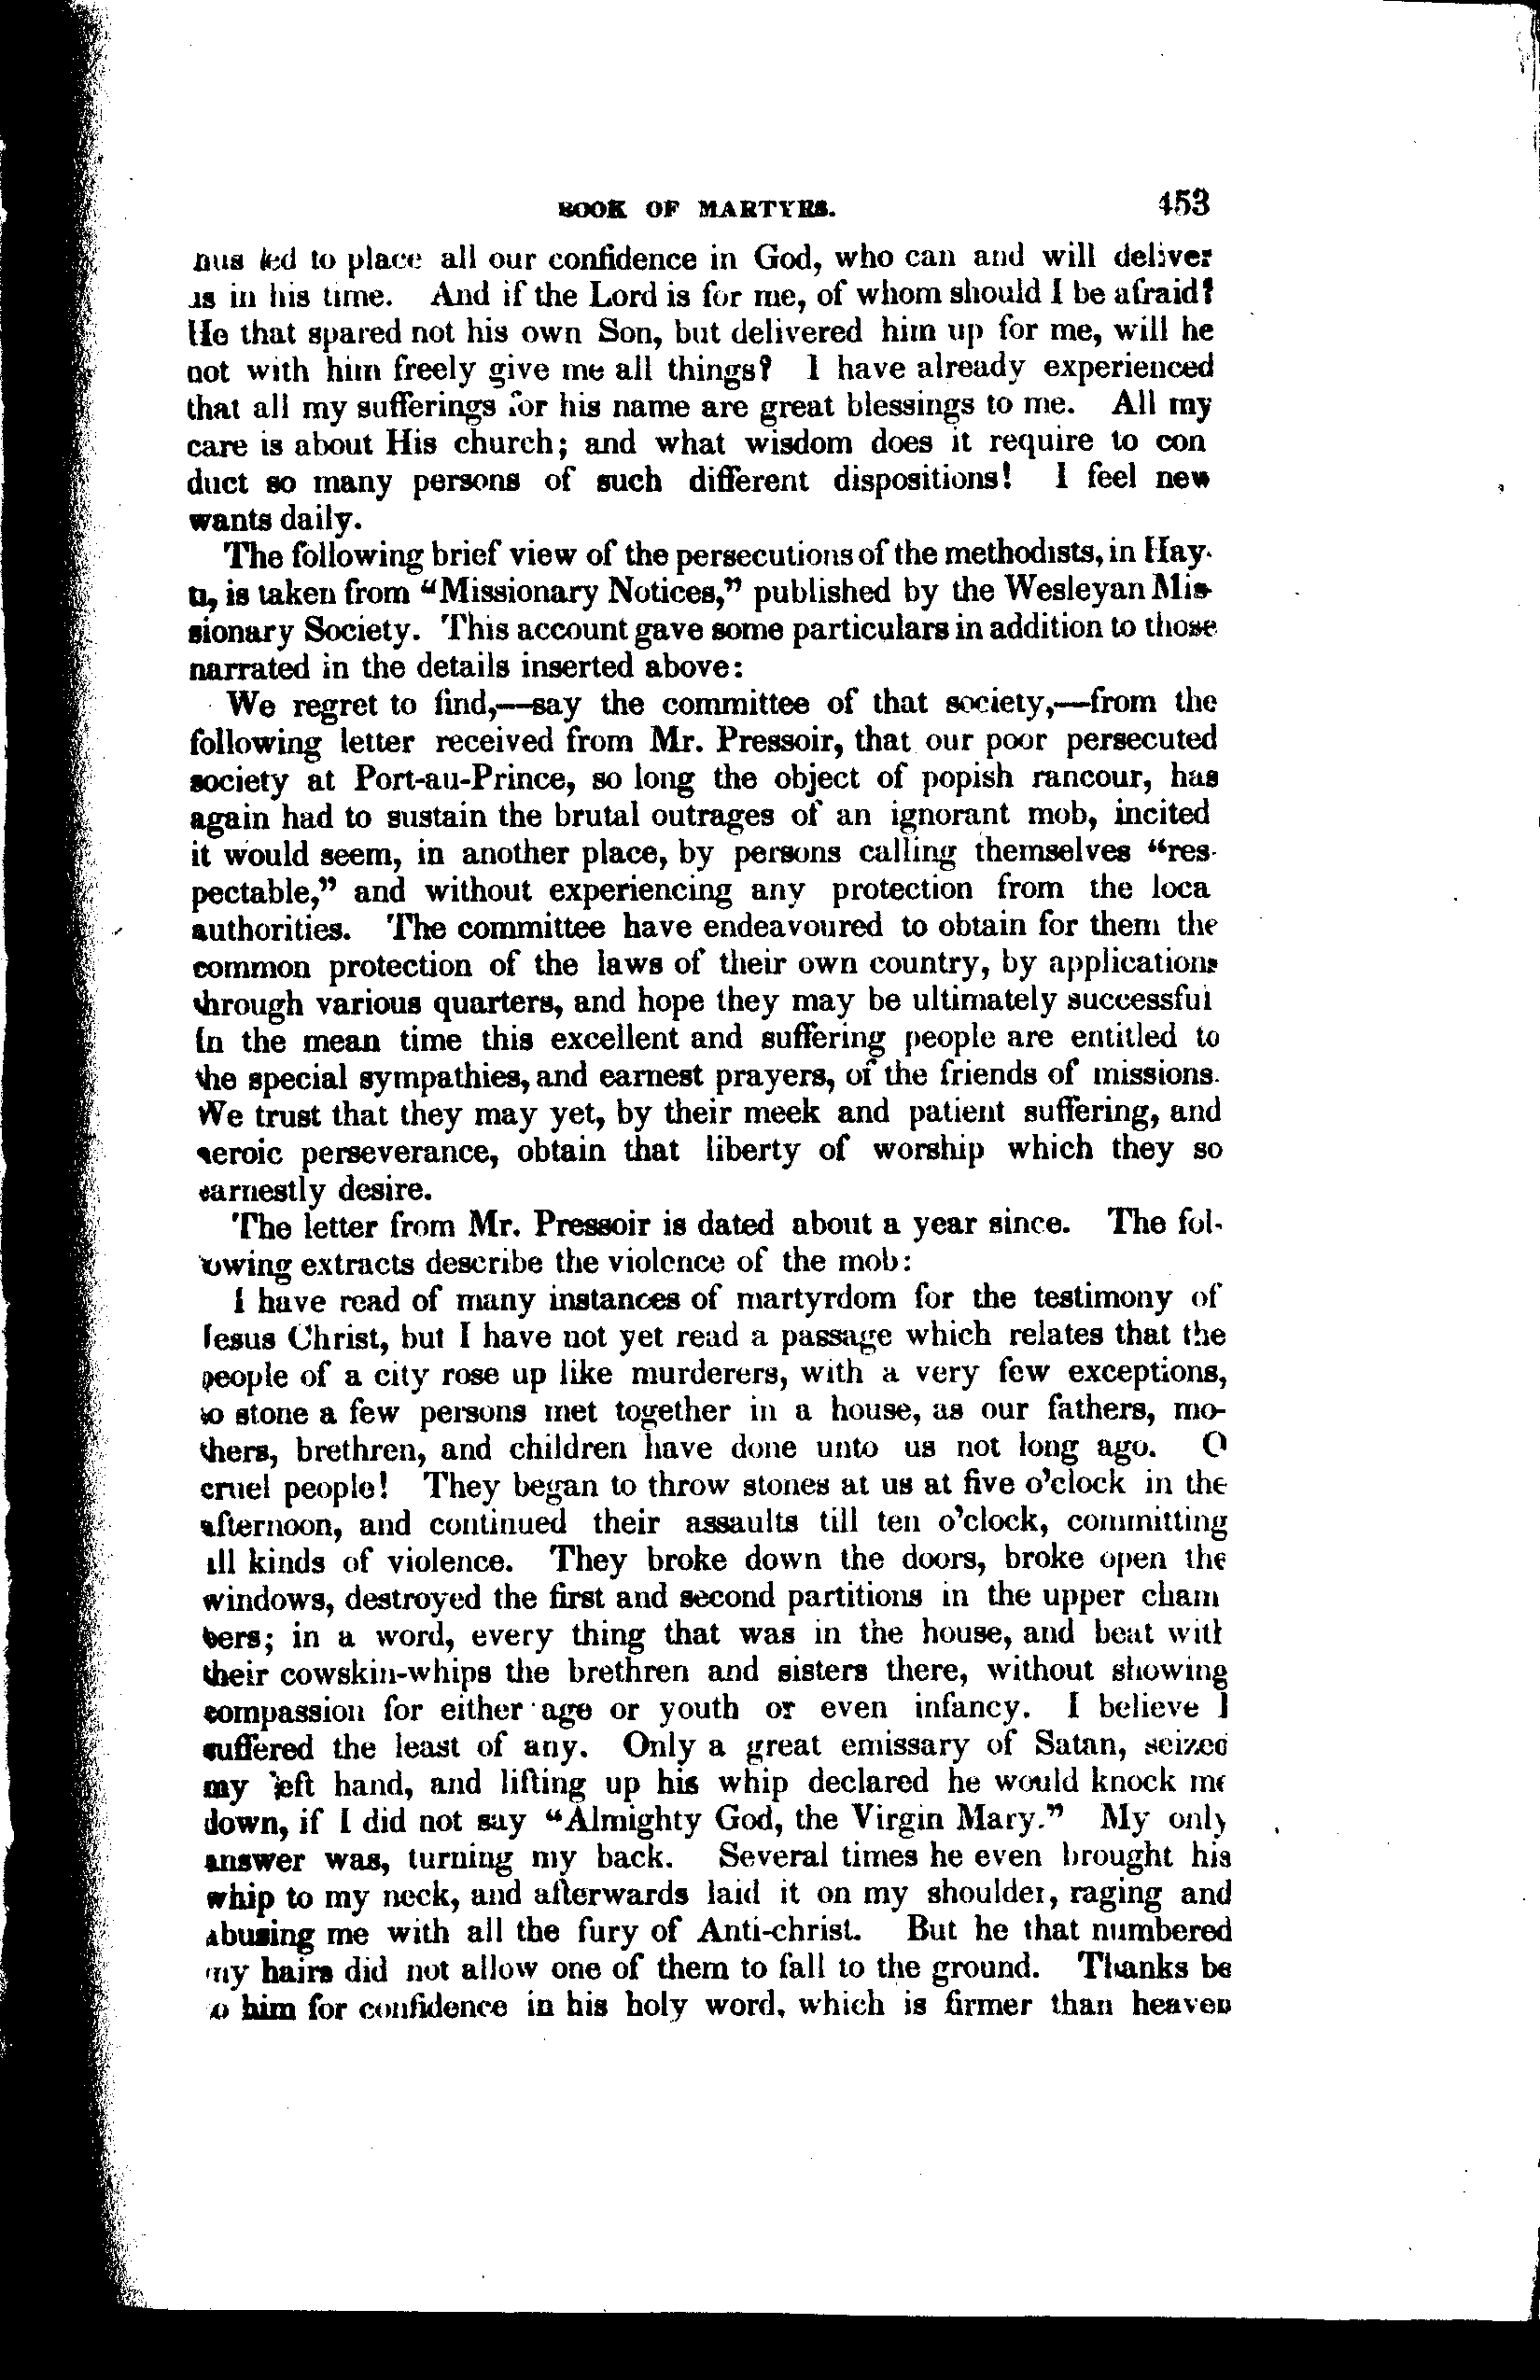 BOOK OF MARTYRS. 453
led to place all our confidence in God, who can and will deliver
us in his time. And if the Lord is for me, of whom should I be afraid?
He that spared not his own Son, but delivered him up for me, will he
not with him freely give me all things? I have already experienced
that all my sufferings for his name are great blessings to me. All my
care is about His church; and what wisdom does it require to con
duct so many persons of such different dispositions! I feel new
wants daily.
The following brief view of the persecutions of the methodists, in Hay-
ti, is taken from “Missionary Notices,” published by the Wesleyan Mis-
sionary Society. This account gave some particulars in addition to those
narrated in the details inserted above:
We regret to find,—say the committee of that society,—from the
following letter received from Mr. Pressoir, that our poor persecuted
society at Port-au-Prince, so long the object of popish rancour, has
again had to sustain the brutal outrages of an ignorant mob, incited
it would seem, in another place, by persons calling themselves “res-
pectable,” and without experiencing any protection from the loca
authorities. The committee have endeavoured to obtain for them the
common protection of the laws of their own country, by applications
through various quarters, and hope they may be ultimately successful
In the mean time this excellent and suffering people are entitled to
the special sympathies, and earnest prayers, of the friends of missions.
We trust that they may yet, by their meek and patient suffering, and
heroic perseverance, obtain that liberty of worship which they so
earnestly desire.
The letter from Mr. Pressoir is dated about a year since. The fol-
lowing extracts describe the violence of the mob:
I have read of many instances of martyrdom for the testimony of
Jesus Christ, but I have not yet read a passage which relates that the
people of a city rose up like murderers, with a very few exceptions,
to stone a few persons met together in a house, as our fathers, mo-
thers, brethren, and children have done unto us not long ago. O
cruel people! They began to throw stones at us at five o’clock in the
afternoon, and continued their assaults till ten o’clock, committing
all kinds of violence. They broke down the doors, broke open the
windows, destroyed the first and second partitions in the upper cham
bers; in a word, every thing that was in the house, and beat with
their cowskin-whips the brethren and sisters there, without showing
compassion for either age or youth or even infancy. I believe I
suffered the least of any. Only a great emissary of Satan, seized
my left hand, and lifting up his whip declared he would knock me
down, if I did not say “Almighty God, the Virgin Mary.” My only
answer was, turning my back. Several times he even brought his
whip to my neck, and afterwards laid it on my shoulder, raging and
abusing me with all the fury of Anti-christ. But he that numbered
my hairs did not allow one of them to fall to the ground. Thanks be
to him for confidence in his holy word, which is firmer than heaven